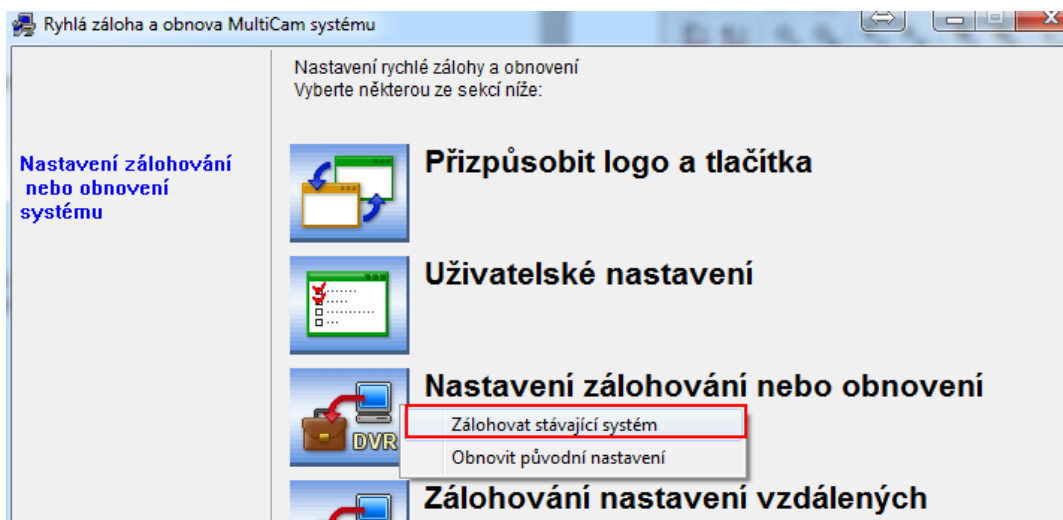 Ryhlá záloha a obnova MultiCam systému
Nastavení rychlé zálohy a obnovení
Vyberte některou ze sekcí níže:
Nastavení zálohování
nebo obnovení
systému
Přizpůsobit logo a tlačítka
Uživatelské nastavení
Nastavení zálohování nebo obnovení
DVR
Zálohovat stávající systém
Obnovit původní nastavení
Zálohování nastavení vzdálených